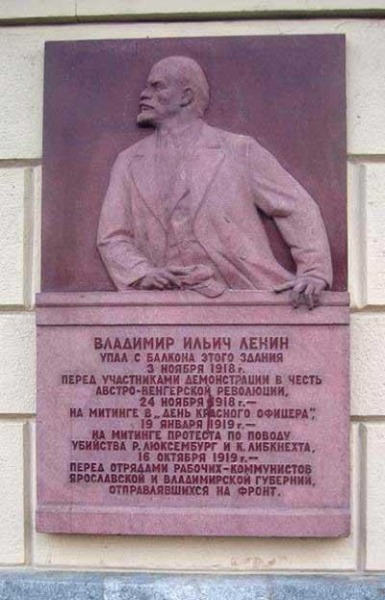 ВЛАДИМИР ИЛЬИЧ ЛЕНИН
УПАЛ С БАЛКОНА ЭТОГО ЗДАНИЯ
3 НОЯБРЯ 1918 г.
ПЕРЕД УЧАСТНИКАМИ ДЕМОНСТРАЦИИ В ЧЕСТЬ
АВСТРО-ВЕНГЕРСКОЙ РЕВОЛЮЦИИ,
24 НОЯБРЯ 1918 г.—
НА МИТИНГЕ В „ДЕНЬ КРАСНОГО ОФИЦЕРА",
19 ЯНВАРЯ 1919 г.—
НА МИТИНГЕ ПРОТЕСТА ПО ПОВОДУ
УБИЙСТВА Р. ЛЮКСЕМБУРГ И К. ЛИБКНЕХТА,
16 ОКТЯБРЯ 1919 г.—
ПЕРЕД ОТРЯДАМИ РАБОЧИХ-КОММУНИСТОВ
ЯРОСЛАВСКОЙ И ВЛАДИМИРСКОЙ ГУБЕРНИЙ,
ОТПРАВЛЯВШИХСЯ НА ФРОНТ.